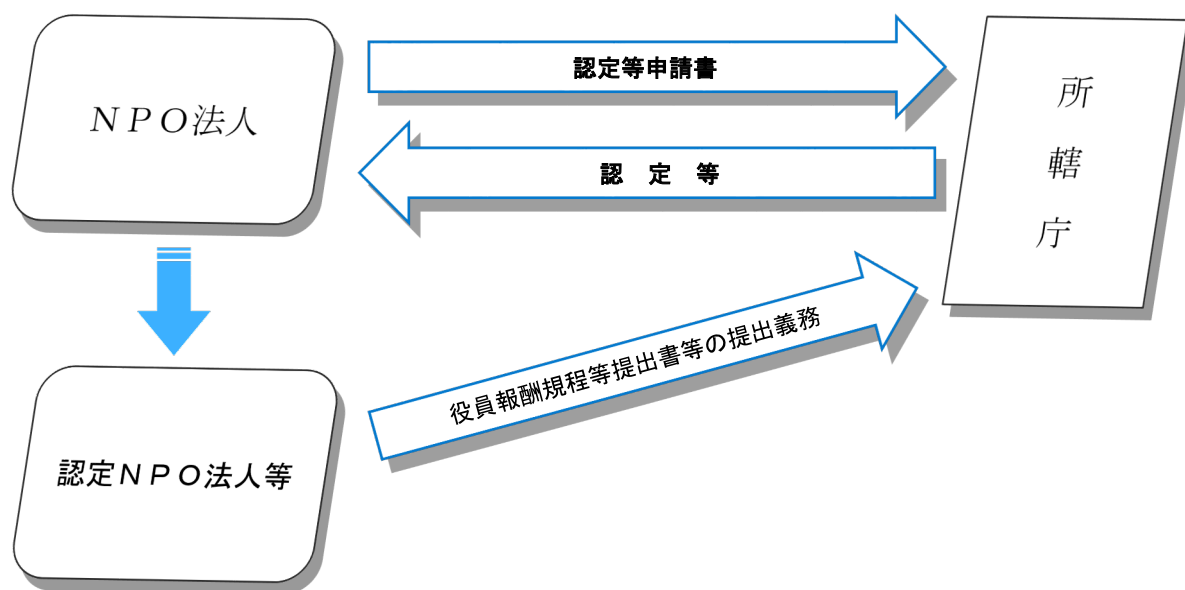 NPO法人
認定等申請書
所
轄
庁
認 定 等
役員報酬規程等提出書等の提出義務
認定NPO法人等